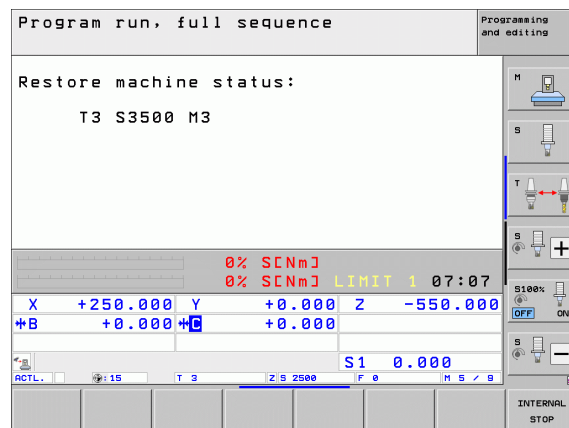 Program run, full sequence
Programming
and editing
Restore machine status:
T3 S3500 M3
0% S[Nm]
0% S[Nm] LIMIT 1 07:07
X +250.000 Y +0.000 Z -550.000
B +0.000 C +0.000
S1 0.000
ACTL. :15 T 3 Z S 2500 F 0 M 5 / 9
M
S
T
S
S100%
OFF ON
S
INTERNAL
STOP